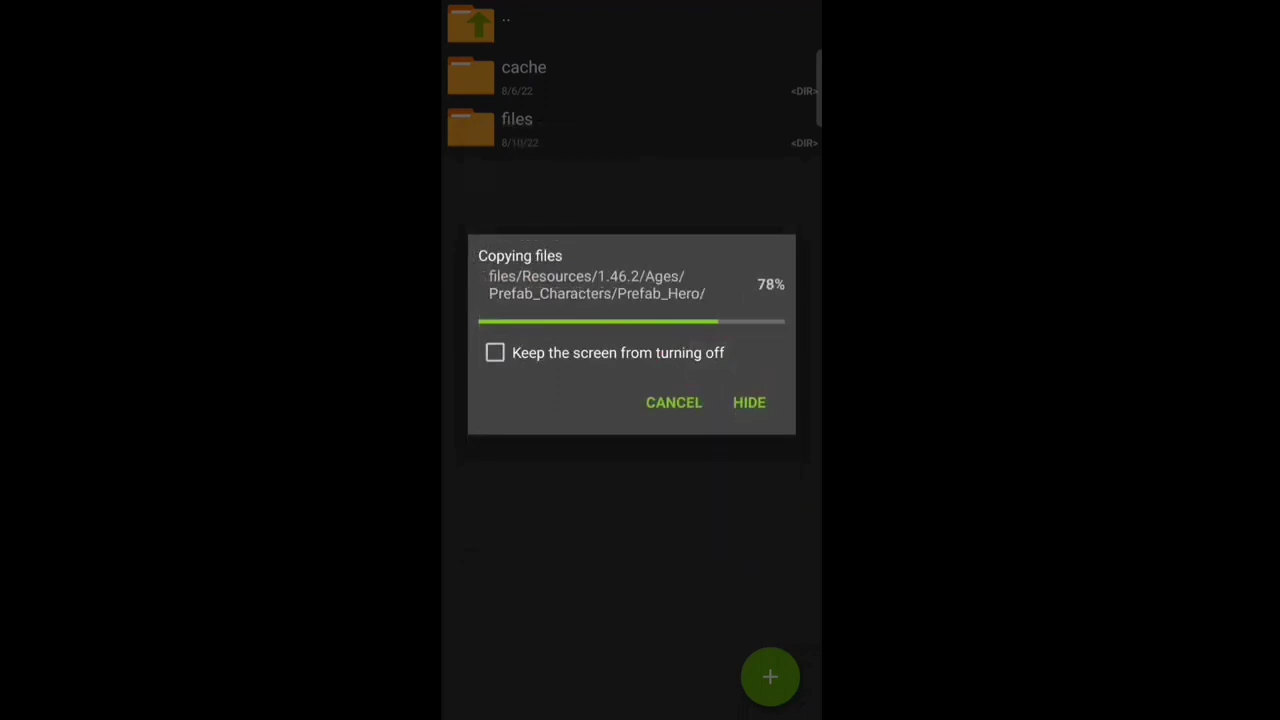 ..
cache
8/6/22
<DIR>
files
8/10/22
<DIR>
Copying files
files/Resources/1.46.2/Ages/
Prefab_Characters/Prefab_Hero/
78%
Keep the screen from turning off
CANCEL HIDE
+